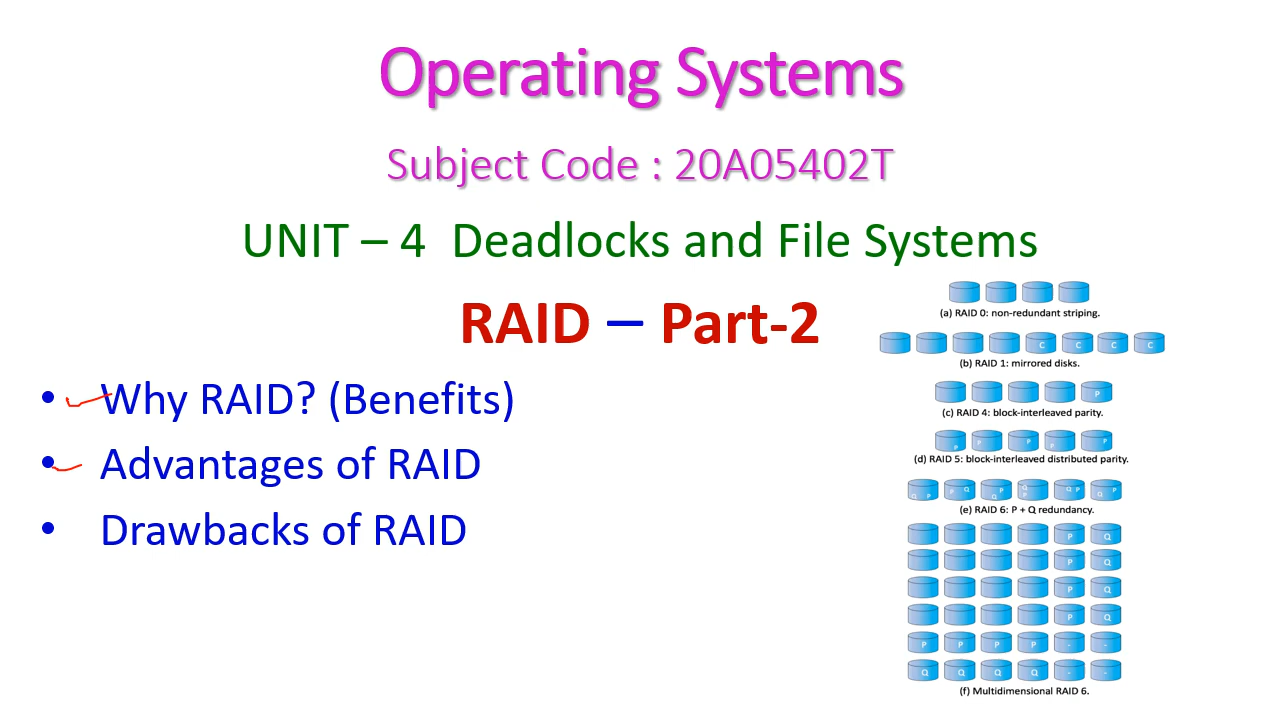 Operating Systems
Subject Code : 20A05402T
UNIT – 4 Deadlocks and File Systems
RAID – Part-2
• Why RAID? (Benefits)
• Advantages of RAID
• Drawbacks of RAID
(a) RAID 0: non-redundant striping.
C C C C
(b) RAID 1: mirrored disks.
P
(c) RAID 4: block-interleaved parity.
P P P P P
(d) RAID 5: block-interleaved distributed parity.
Q P P Q Q P Q P Q P Q P
(e) RAID 6: P + Q redundancy.
P Q
P Q
P Q
P Q
P P P P - -
Q Q Q Q - -
(f) Multidimensional RAID 6.